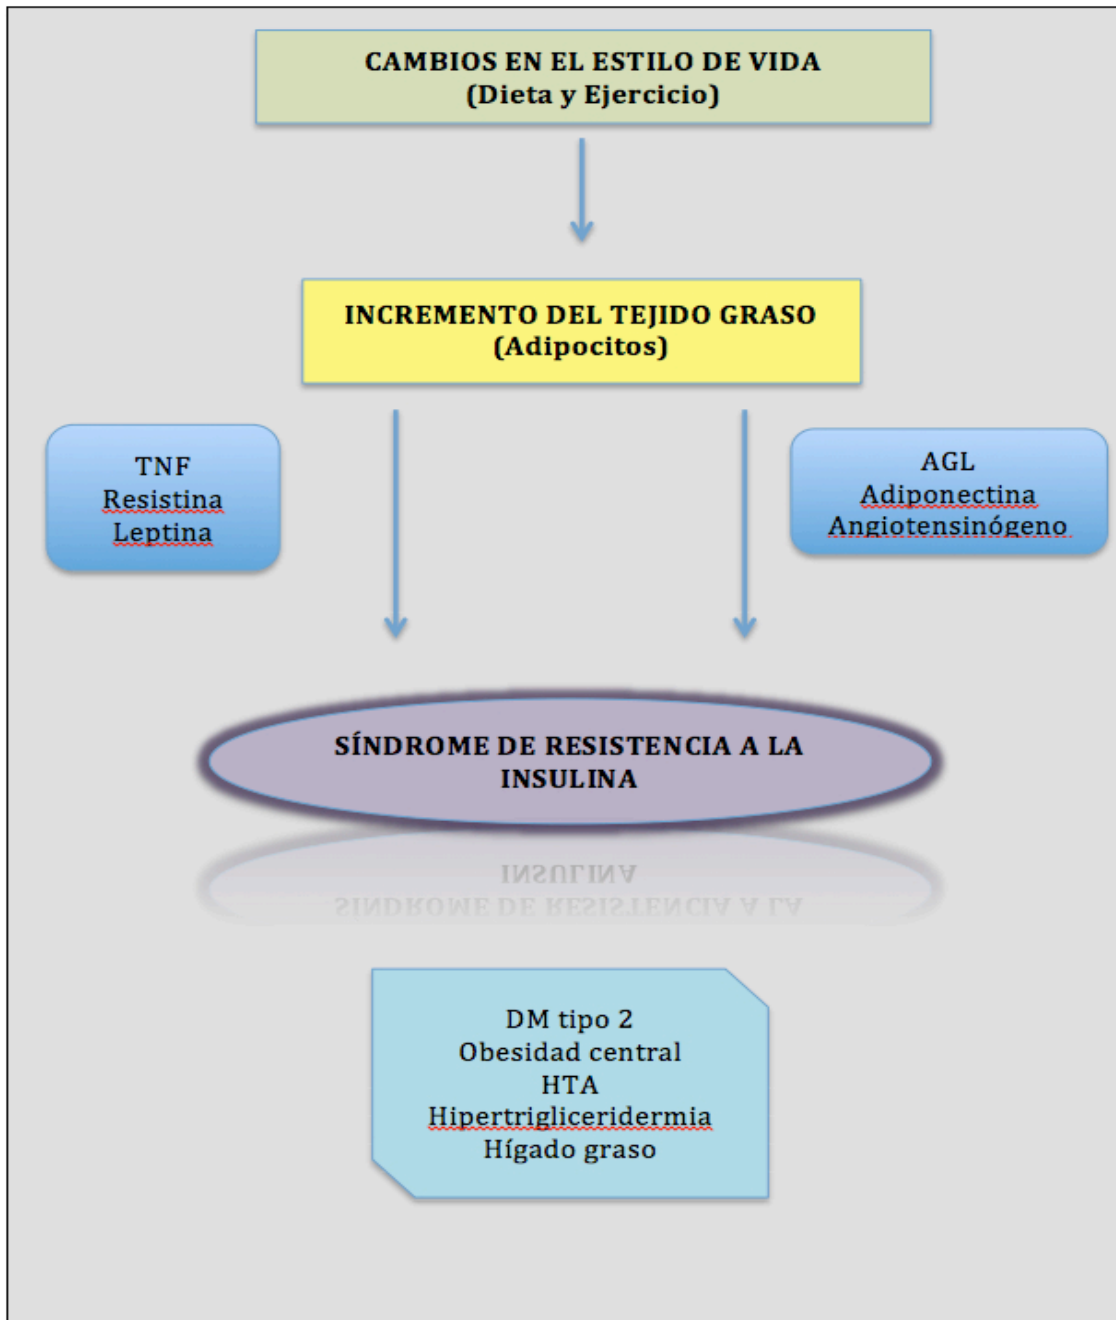 CAMBIOS EN EL ESTILO DE VIDA
(Dieta y Ejercicio)
INCREMENTO DEL TEJIDO GRASO
(Adipocitos)
TNF
Resistina
Leptina
AGL
Adiponectina
Angiotensinógeno
SÍNDROME DE RESISTENCIA A LA
INSULINA
DM tipo 2
Obesidad central
HTA
Hipertrigliceridermia
Hígado graso